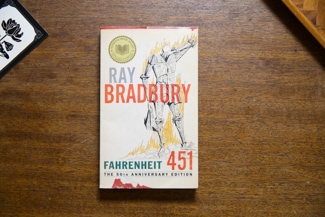 RAY
BRADBURY
FAHRENHEIT 451
THE 50TH ANNIVERSARY EDITION